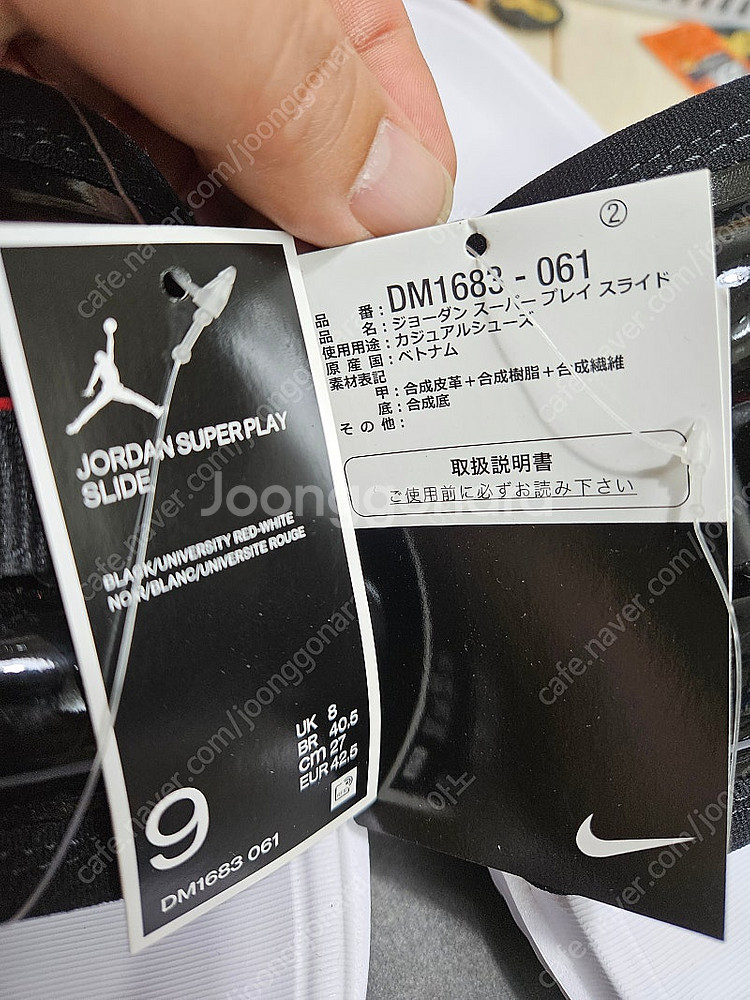 JORDAN SUPER PLAY
SLIDE
BLACK/UNIVERSITY RED-WHITE
NOIR/BLANC/UNIVERSITE ROUGE
UK 8
BR 40,5
cm 27
EUR 42,5
9
DM1683 061
②
品 番 : DM1683 - 061
品 名 : ジョーダン スーパー プレイ スライド
使用用途 : カジュアルシューズ
原 産 国 : ベトナム
素材表記
甲 : 合成皮革+合成樹脂+合成繊維
底 : 合成底
そ の 他 :
取扱説明書
ご使用前に必ずお読み下さい
Joonggonara
cafe.naver.com/joonggonara